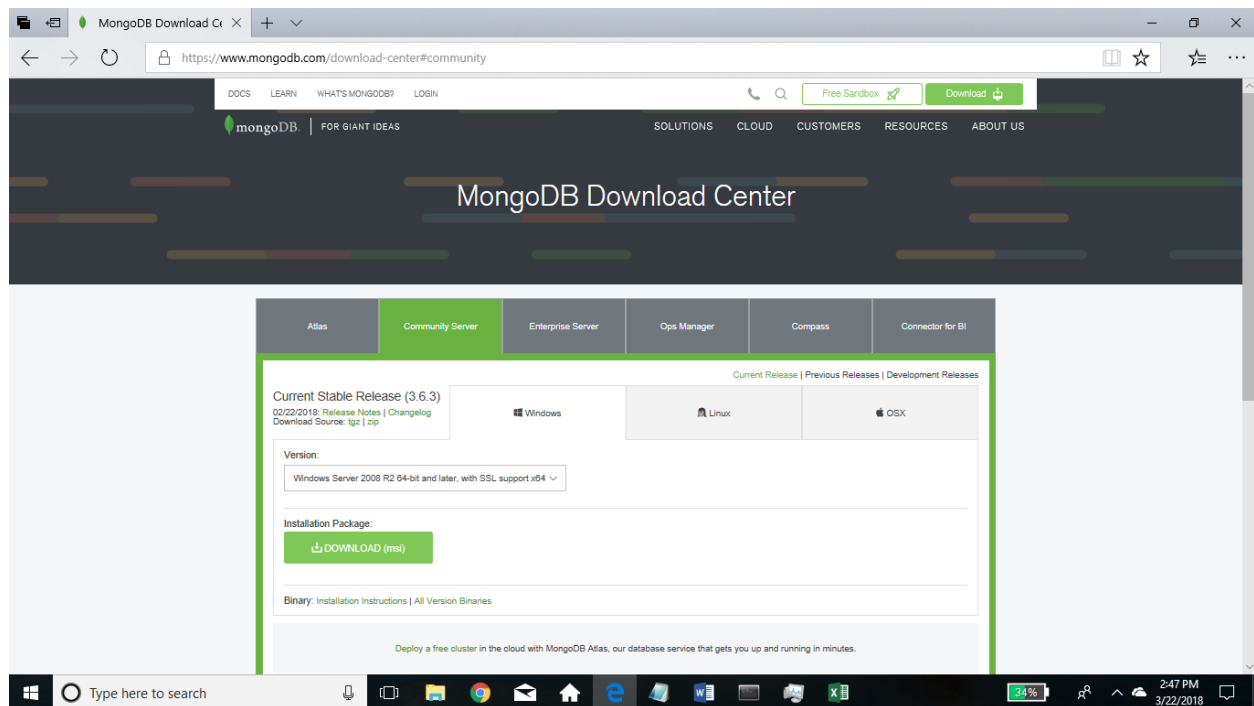 MongoDB Download Ce
https://www.mongodb.com/download-center#community
DOCS LEARN WHAT'S MONGODB? LOGIN Free Sandbox Download
mongoDB. FOR GIANT IDEAS SOLUTIONS CLOUD CUSTOMERS RESOURCES ABOUT US
MongoDB Download Center
Atlas Community Server Enterprise Server Ops Manager Compass Connector for BI
Current Release | Previous Releases | Development Releases
Current Stable Release (3.6.3)
02/22/2018: Release Notes | Changelog
Download Source: tgz | zip
Windows Linux OSX
Version:
Windows Server 2008 R2 64-bit and later, with SSL support x64
Installation Package:
DOWNLOAD (msi)
Binary: Installation Instructions | All Version Binaries
Deploy a free cluster in the cloud with MongoDB Atlas, our database service that gets you up and running in minutes.
Type here to search 34% 2:47 PM
3/22/2018